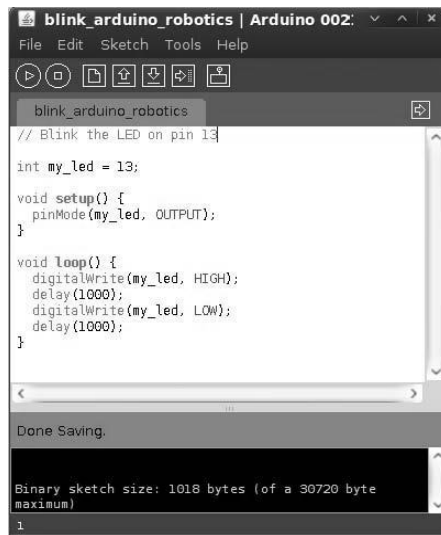 blink_arduino_robotics | Arduino 002
File Edit Sketch Tools Help
blink_arduino_robotics
// Blink the LED on pin 13
int my_led = 13;
void setup() {
pinMode(my_led, OUTPUT);
}
void loop() {
digitalWrite(my_led, HIGH);
delay(1000);
digitalWrite(my_led, LOW);
delay(1000);
}
Done Saving.
Binary sketch size: 1018 bytes (of a 30720 byte
maximum)
1